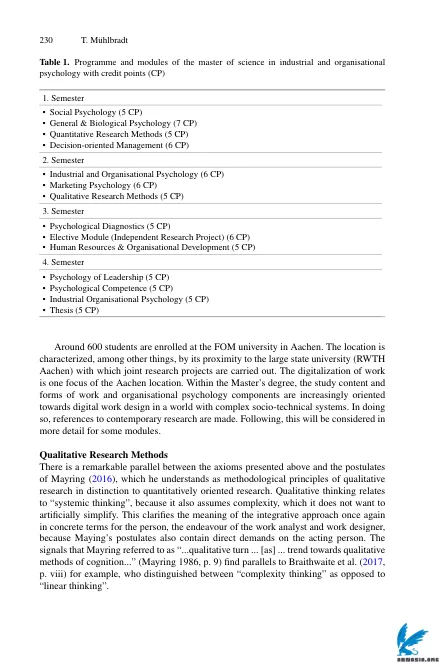 230 T. Mühlbradt
Table 1. Programme and modules of the master of science in industrial and organisational
psychology with credit points (CP)
1. Semester
• Social Psychology (5 CP)
• General & Biological Psychology (7 CP)
• Quantitative Research Methods (5 CP)
• Decision-oriented Management (6 CP)
2. Semester
• Industrial and Organisational Psychology (6 CP)
• Marketing Psychology (6 CP)
• Qualitative Research Methods (5 CP)
3. Semester
• Psychological Diagnostics (5 CP)
• Elective Module (Independent Research Project) (6 CP)
• Human Resources & Organisational Development (5 CP)
4. Semester
• Psychology of Leadership (5 CP)
• Psychological Competence (5 CP)
• Industrial Organisational Psychology (5 CP)
• Thesis (5 CP)
Around 600 students are enrolled at the FOM university in Aachen. The location is
characterized, among other things, by its proximity to the large state university (RWTH
Aachen) with which joint research projects are carried out. The digitalization of work
is one focus of the Aachen location. Within the Master's degree, the study content and
forms of work and organisational psychology components are increasingly oriented
towards digital work design in a world with complex socio-technical systems. In doing
so, references to contemporary research are made. Following, this will be considered in
more detail for some modules.
Qualitative Research Methods
There is a remarkable parallel between the axioms presented above and the postulates
of Mayring (2016), which he understands as methodological principles of qualitative
research in distinction to quantitatively oriented research. Qualitative thinking relates
to “systemic thinking”, because it also assumes complexity, which it does not want to
artificially simplify. This clarifies the meaning of the integrative approach once again
in concrete terms for the person, the endeavour of the work analyst and work designer,
because Maying's postulates also contain direct demands on the acting person. The
signals that Mayring referred to as “...qualitative turn ... [as] ... trend towards qualitative
methods of cognition...” (Mayring 1986, p. 9) find parallels to Braithwaite et al. (2017,
p. viii) for example, who distinguished between “complexity thinking” as opposed to
“linear thinking”.